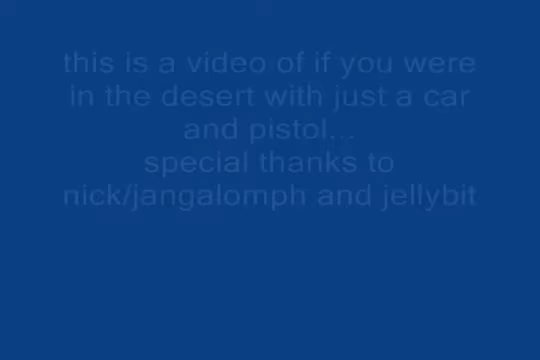 this is a video of if you were
in the desert with just a car
and pistol...
special thanks to
nick/jangalomph and jellybit